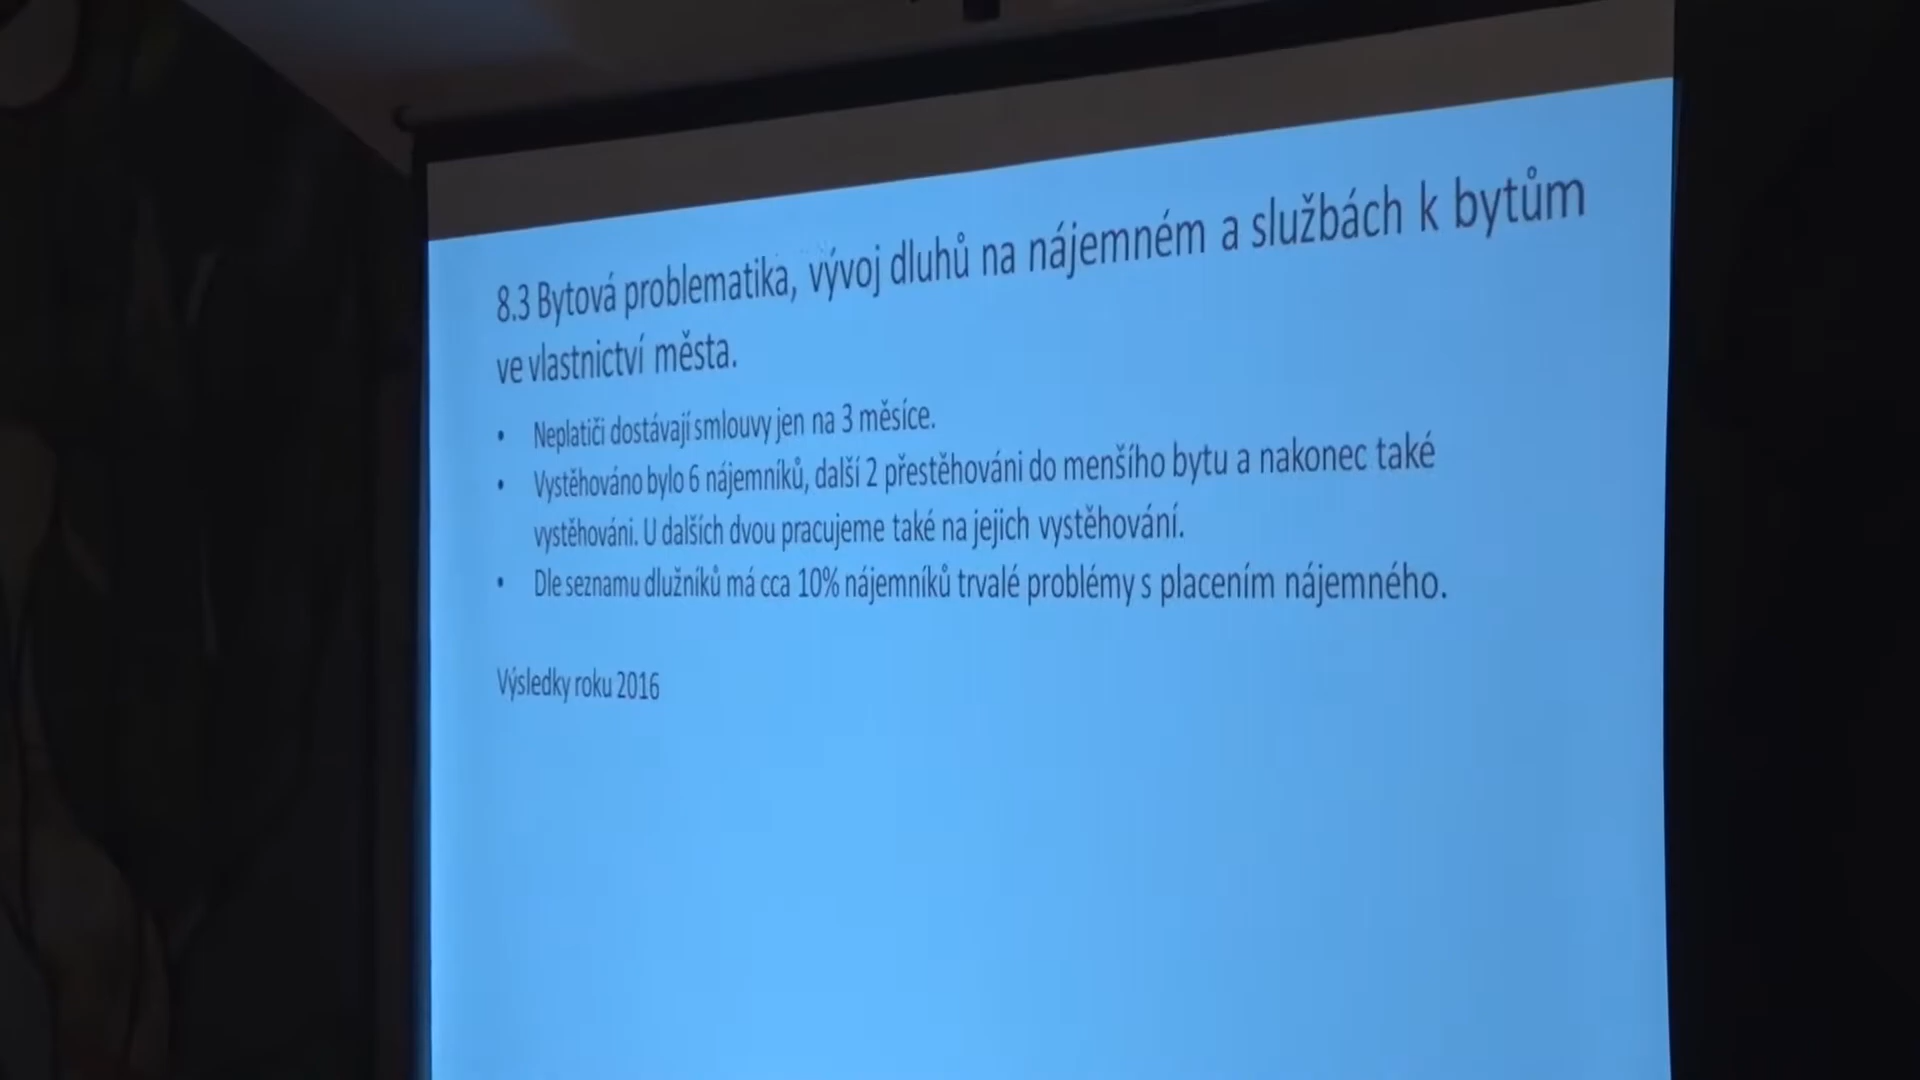 8.3 Bytová problematika, vývoj dluhů na nájemném a službách k bytům
ve vlastnictví města.
• Neplatiči dostávají smlouvy jen na 3 měsíce.
• Vystěhováno bylo 6 nájemníků, další 2 přestěhováni do menšího bytu a nakonec také
vystěhováni. U dalších dvou pracujeme také na jejich vystěhování.
• Dle seznamu dlužníků má cca 10% nájemníků trvalé problémy s placením nájemného.
Výsledky roku 2016